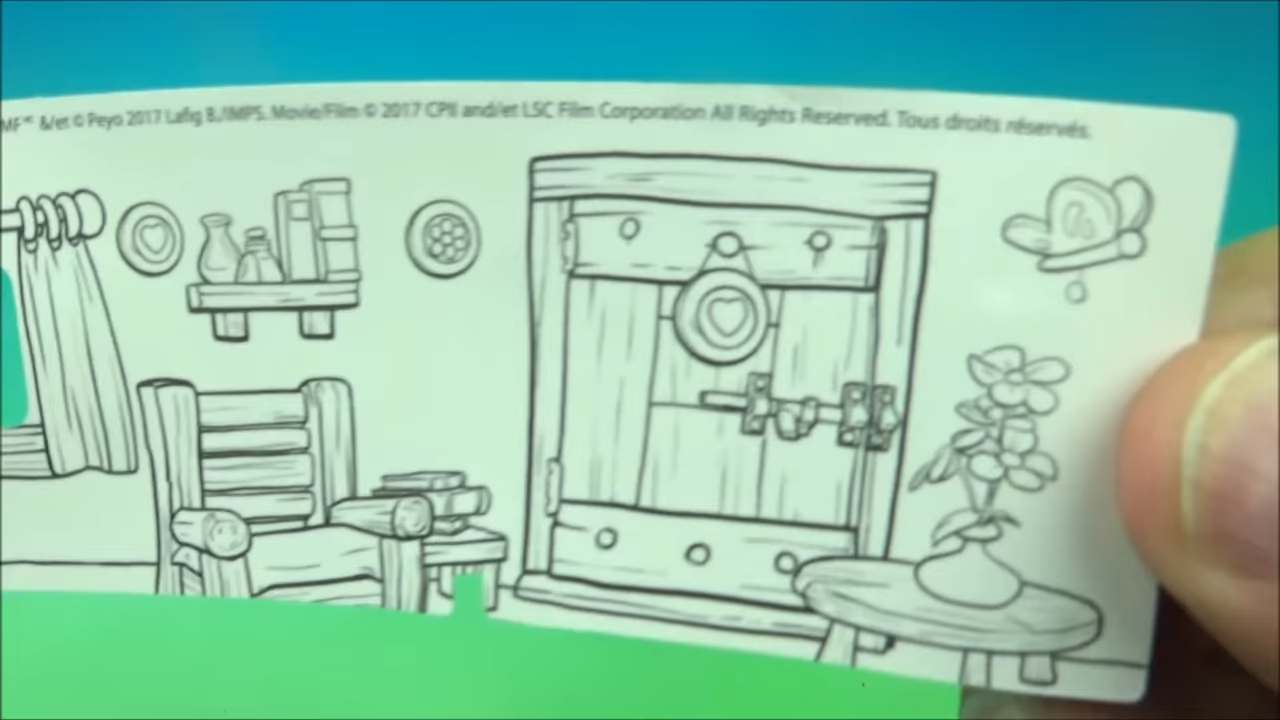 &/et © Peyo 2017 Lafig B./IMPS. Movie/Film © 2017 CPII and/et LSC Film Corporation All Rights Reserved. Tous droits réservés.